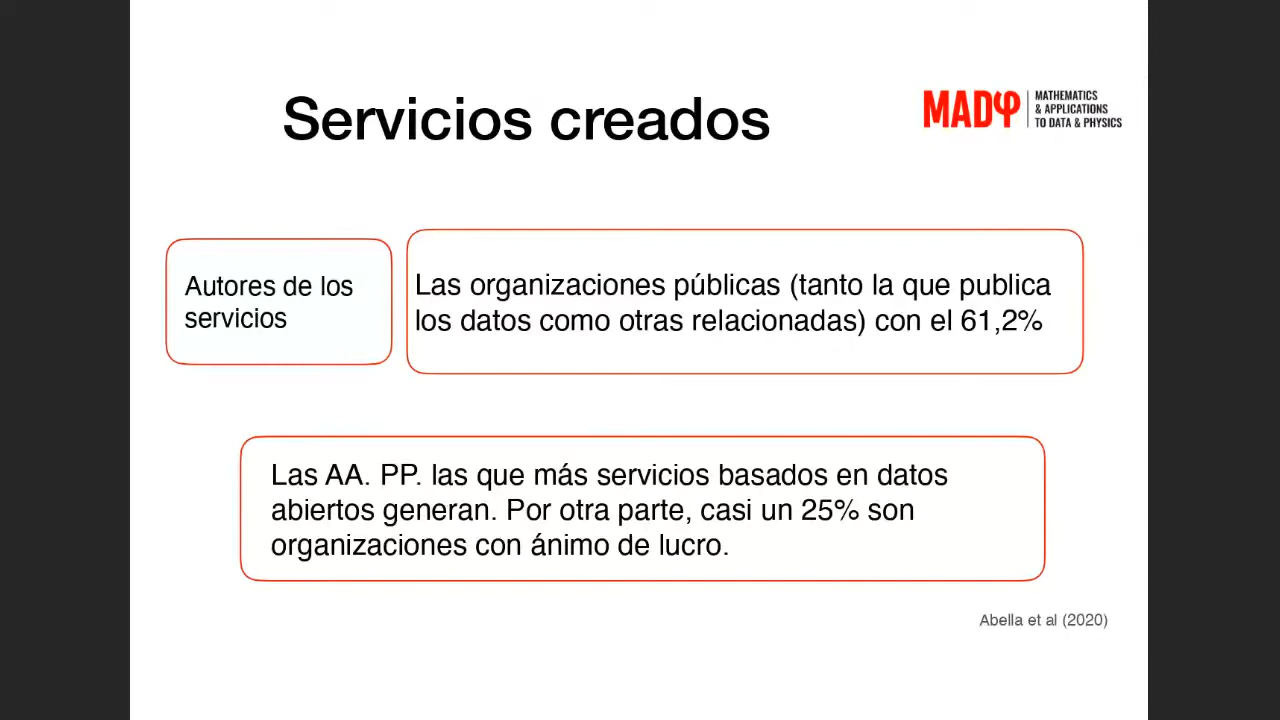 Servicios creados
MADφ
MATHEMATICS
& APPLICATIONS
TO DATA & PHYSICS
Autores de los
servicios
Las organizaciones públicas (tanto la que publica
los datos como otras relacionadas) con el 61,2%
Las AA. PP. las que más servicios basados en datos
abiertos generan. Por otra parte, casi un 25% son
organizaciones con ánimo de lucro.
Abella et al (2020)